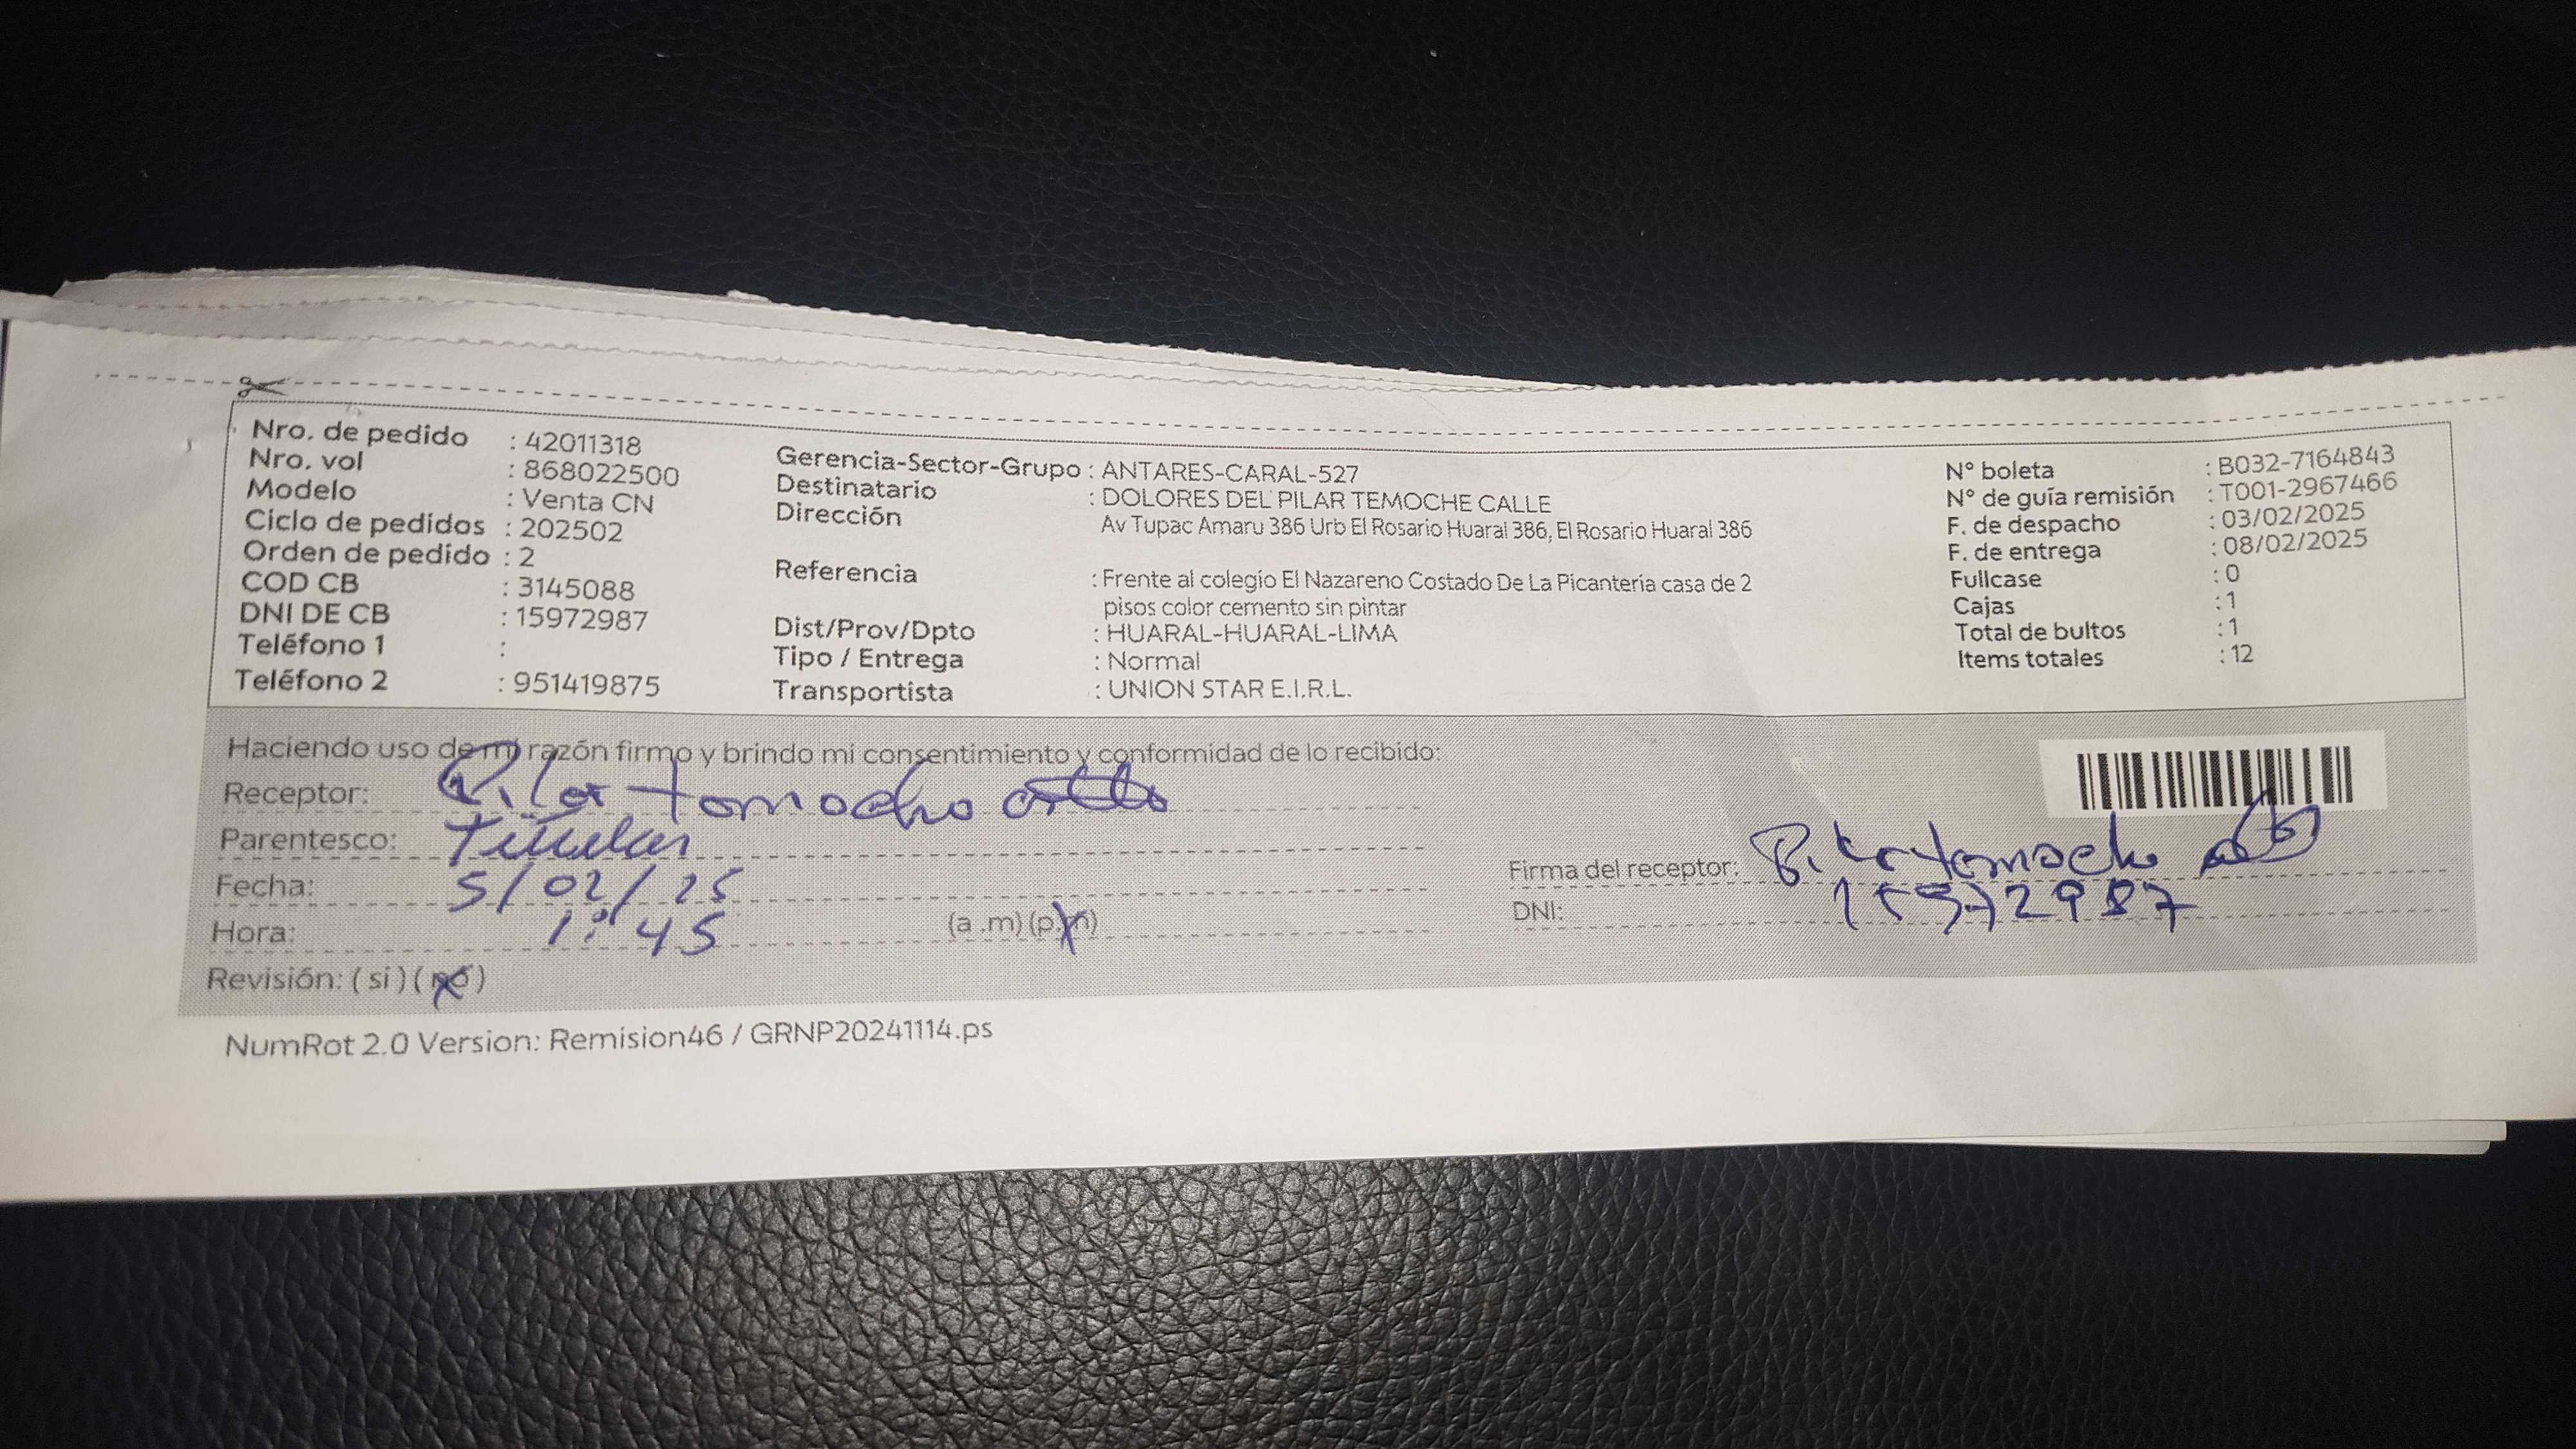 Nro. de pedido : 42011318
Nro. vol : 868022500
Modelo : Venta CN
Ciclo de pedidos : 202502
Orden de pedido : 2
COD CB : 3145088
DNI DE CB : 15972987
Teléfono 1 :
Teléfono 2 : 951419875
Gerencia-Sector-Grupo : ANTARES-CARAL-527
Destinatario : DOLORES DEL PILAR TEMOCHE CALLE
Dirección Av Tupac Amaru 386 Urb El Rosario Huaral 386, El Rosario Huaral 386
Referencia : Frente al colegio El Nazareno Costado De La Picanteria casa de 2
pisos color cemento sin pintar
Dist/Prov/Dpto : HUARAL-HUARAL-LIMA
Tipo / Entrega : Normal
Transportista : UNION STAR E.I.R.L.
N° boleta : B032-7164843
N° de guía remisión : T001-2967466
F. de despacho : 03/02/2025
F. de entrega : 08/02/2025
Fullcase : 0
Cajas : 1
Total de bultos : 1
Items totales : 12
Haciendo uso de mi razón firmo y brindo mi consentimiento y conformidad de lo recibido:
Receptor: Pilar temoche
Parentesco: Titular
Fecha: 5/02/25
Hora: 1:45 (a .m) (p.m)
Revisión: ( si ) ( no )
Firma del receptor: Pilar temoche
DNI: 15972987
NumRot 2.0 Version: Remision46 / GRNP20241114.ps